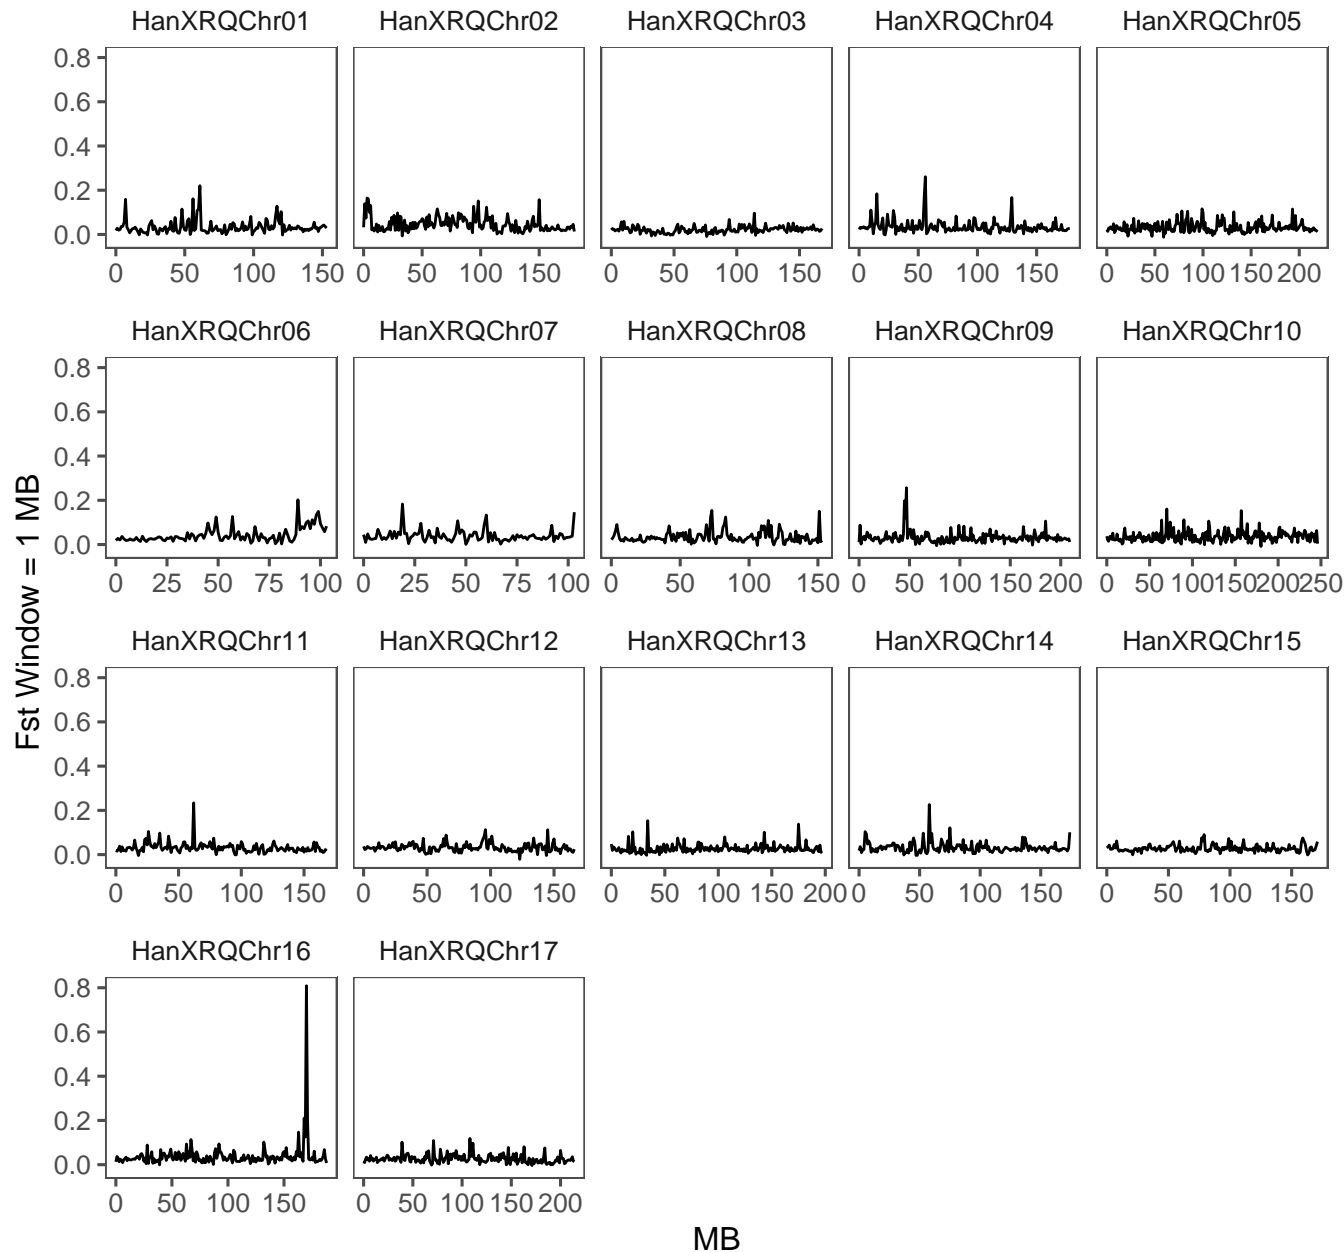 HanXRQChr01 HanXRQChr02 HanXRQChr03 HanXRQChr04 HanXRQChr05
0.8
0.6
0.4
0.2
0.0
0 50 100 150 0 50 100 150 0 50 100 150 0 50 100 150 0 50 100 150 200
HanXRQChr06 HanXRQChr07 HanXRQChr08 HanXRQChr09 HanXRQChr10
0.8
0.6
0.4
0.2
0.0
0 25 50 75 100 0 25 50 75 100 0 50 100 150 0 50 100 150 200 0 50 100 150 200 250
Fst Window = 1 MB
HanXRQChr11 HanXRQChr12 HanXRQChr13 HanXRQChr14 HanXRQChr15
0.8
0.6
0.4
0.2
0.0
0 50 100 150 0 50 100 150 0 50 100 150 200 0 50 100 150 0 50 100 150
HanXRQChr16 HanXRQChr17
0.8
0.6
0.4
0.2
0.0
0 50 100 150 0 50 100 150 200
MB